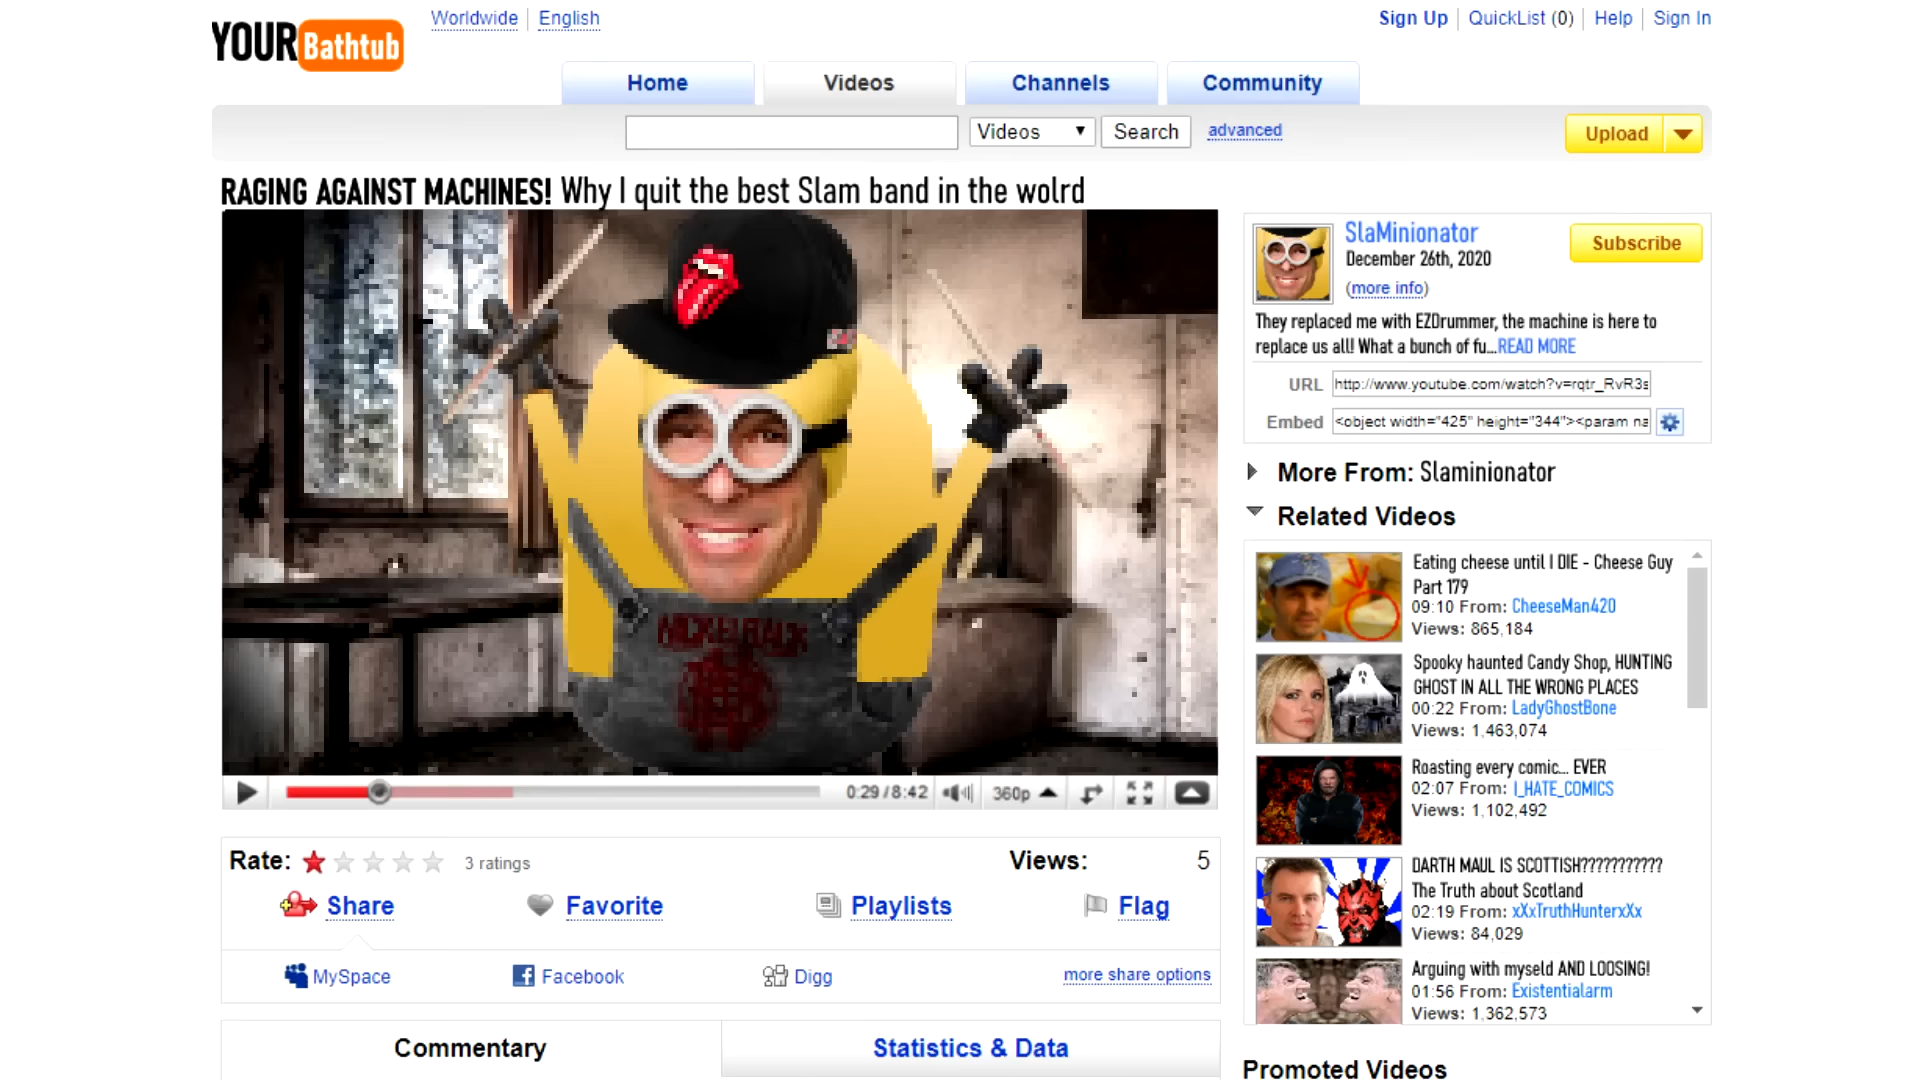 YOUR Bathtub
Worldwide English
Sign Up QuickList (0) Help Sign In
Home Videos Channels Community
Videos Search advanced
Upload
RAGING AGAINST MACHINES! Why I quit the best Slam band in the wolrd
SlaMinionator
December 26th, 2020
(more info)
Subscribe
They replaced me with EZDrummer, the machine is here to
replace us all! What a bunch of fu...READ MORE
URL http://www.youtube.com/watch?v=rqtr_RvR3s
Embed <object width="425" height="344"><param na
More From: Slaminionator
Related Videos
Eating cheese until I DIE - Cheese Guy
Part 179
09:10 From: CheeseMan420
Views: 865,184
Spooky haunted Candy Shop, HUNTING
GHOST IN ALL THE WRONG PLACES
00:22 From: LadyGhostBone
Views: 1,463,074
Roasting every comic... EVER
02:07 From: I_HATE_COMICS
Views: 1,102,492
DARTH MAUL IS SCOTTISH???????????
The Truth about Scotland
02:19 From: xXxTruthHunterxXx
Views: 84,029
Arguing with myseld AND LOOSING!
01:56 From: Existentialarm
Views: 1,362,573
Promoted Videos
NICKELBACK
0:29 / 8:42 360p
Rate: 3 ratings
Views: 5
Share Favorite Playlists Flag
MySpace Facebook Digg more share options
Commentary Statistics & Data